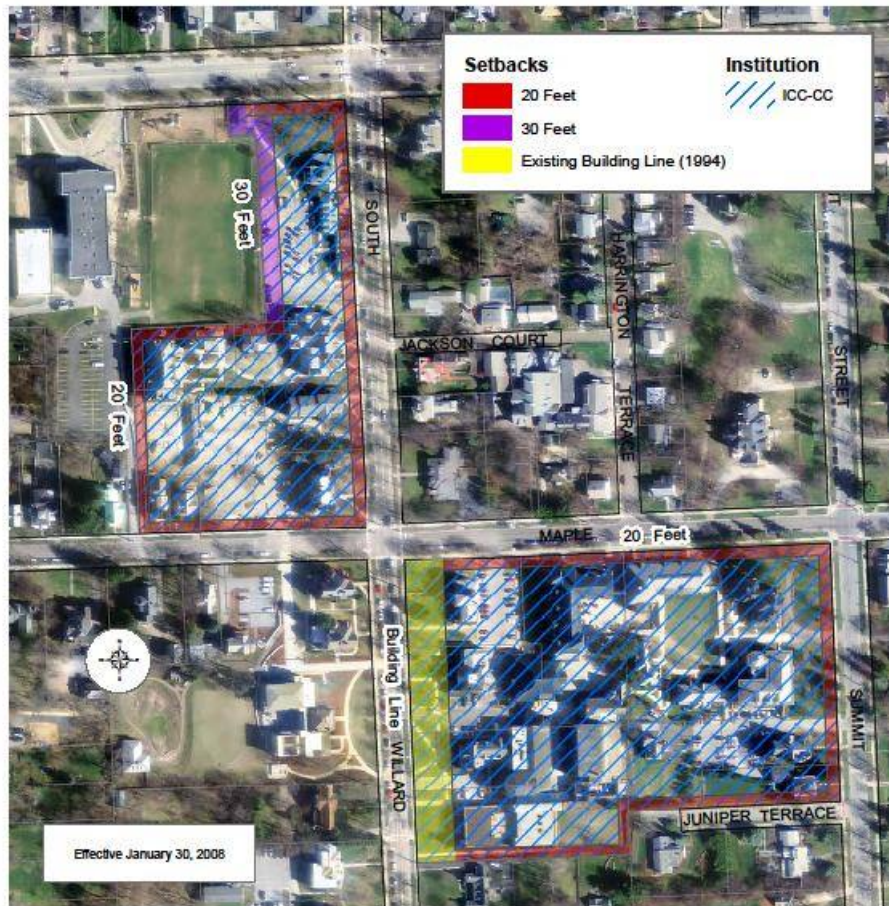 Setbacks
Institution
20 Feet
ICC-CC
30 Feet
Existing Building Line (1994)
30 Feet
SOUTH
HARRINGTON TERRACE
STREET
JACKSON COURT
20 Feet
MAPLE
20 Feet
Building Line
WILLARD
SUMMIT
JUNIPER TERRACE
Effective January 30, 2008